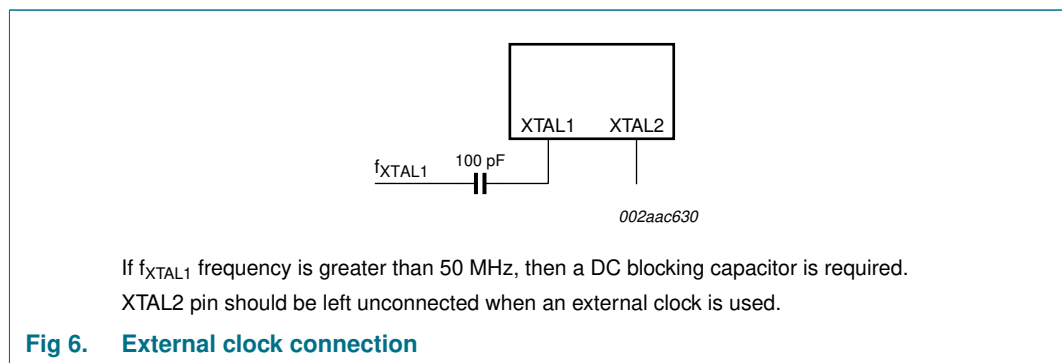 XTAL1 XTAL2
fXTAL1 100 pF
002aac630
If fXTAL1 frequency is greater than 50 MHz, then a DC blocking capacitor is required.
XTAL2 pin should be left unconnected when an external clock is used.
Fig 6. External clock connection